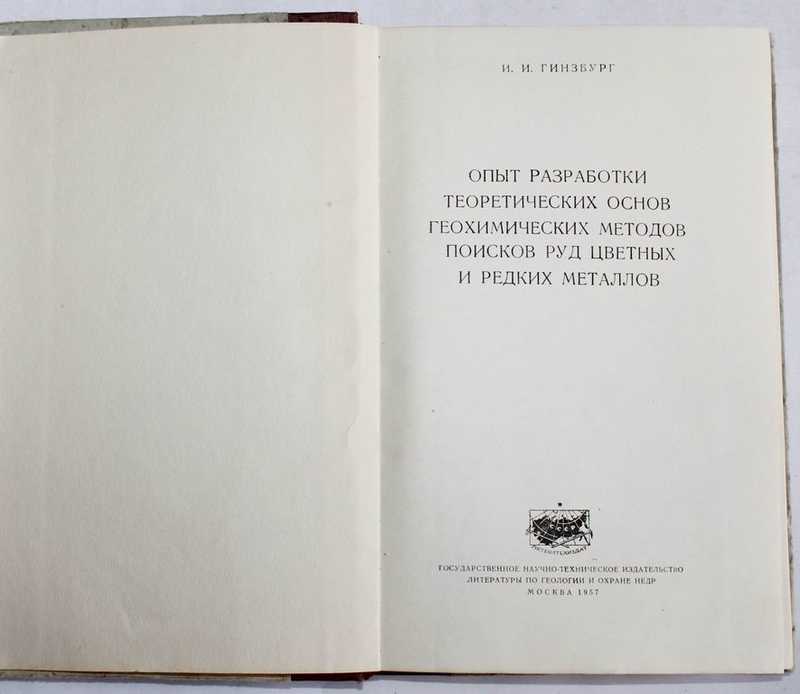 И. И. ГИНЗБУРГ
ОПЫТ РАЗРАБОТКИ
ТЕОРЕТИЧЕСКИХ ОСНОВ
ГЕОХИМИЧЕСКИХ МЕТОДОВ
ПОИСКОВ РУД ЦВЕТНЫХ
И РЕДКИХ МЕТАЛЛОВ
СССР
ГОСУДАРСТВЕННОЕ НАУЧНО-ТЕХНИЧЕСКОЕ ИЗДАТЕЛЬСТВО
ЛИТЕРАТУРЫ ПО ГЕОЛОГИИ И ОХРАНЕ НЕДР
МОСКВА 1957